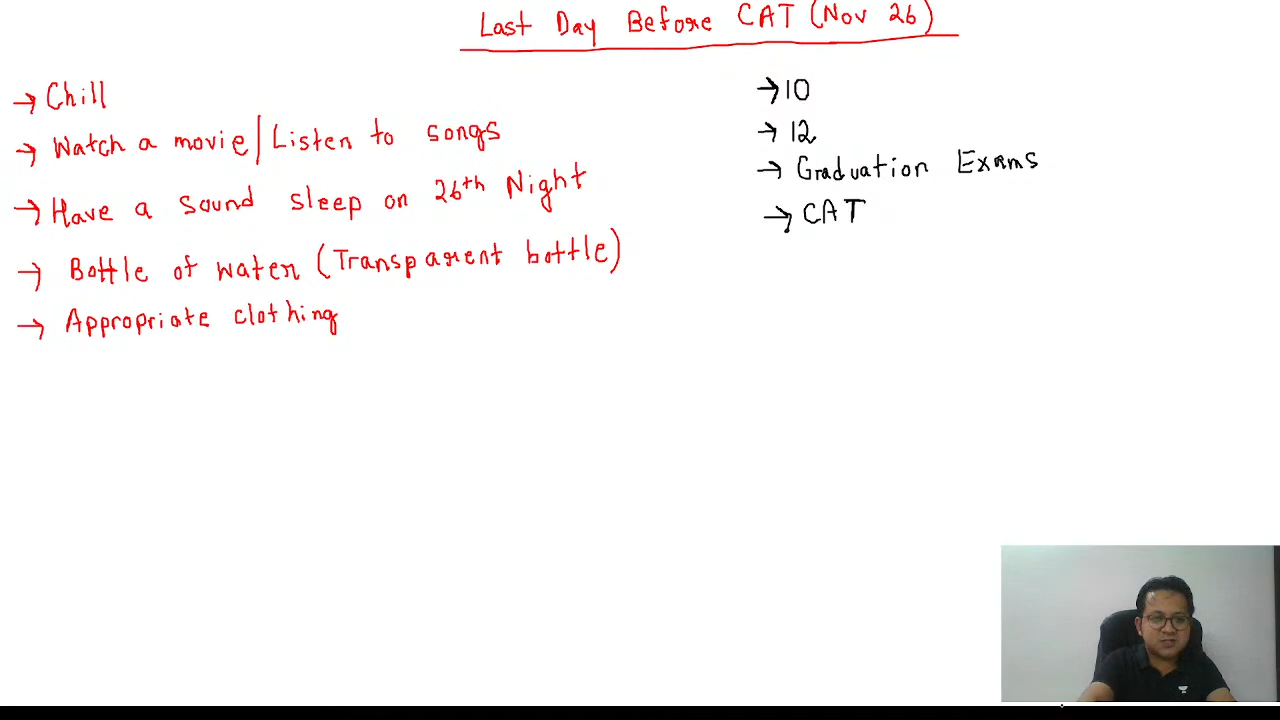 Last Day Before CAT (Nov 26)
→ Chill
→ Watch a movie/Listen to songs
→ Have a sound sleep on 26th Night
→ Bottle of water (Transparent bottle)
→ Appropriate clothing
→ 10
→ 12
→ Graduation Exams
→ CAT